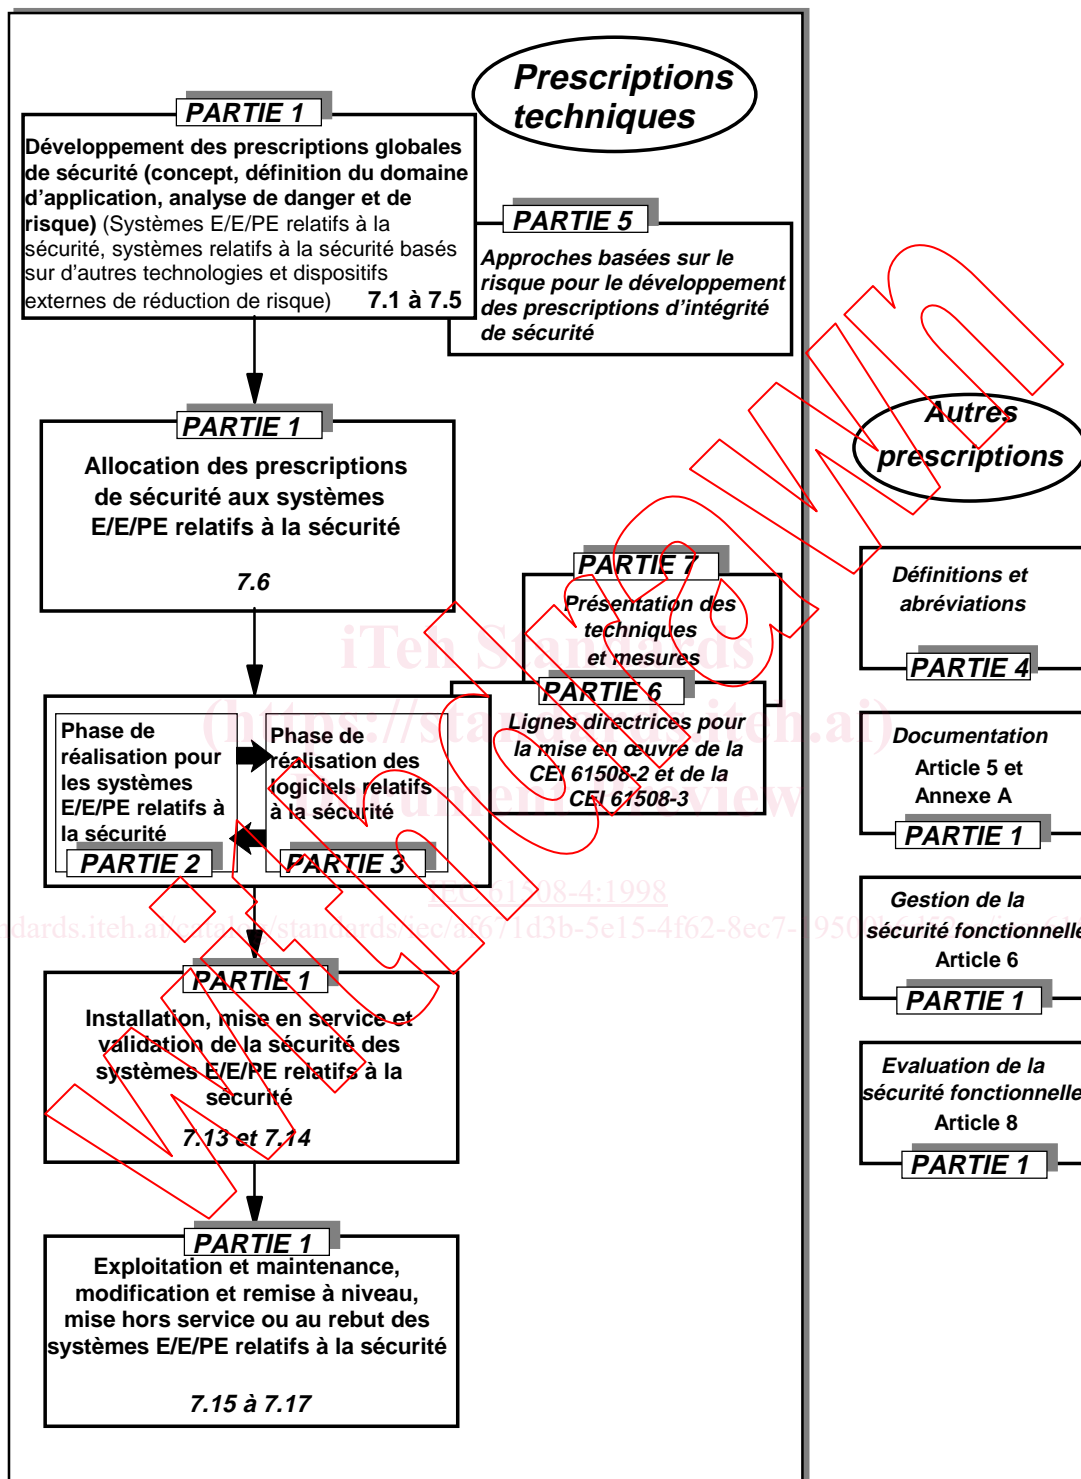 Prescriptions
techniques
PARTIE 1
Développement des prescriptions globales
de sécurité (concept, définition du domaine
d'application, analyse de danger et de
risque) (Systèmes E/E/PE relatifs à la
sécurité, systèmes relatifs à la sécurité basés
sur d'autres technologies et dispositifs
externes de réduction de risque) 7.1 à 7.5
PARTIE 5
Approches basées sur le
risque pour le développement
des prescriptions d'intégrité
de sécurité
PARTIE 1
Allocation des prescriptions
de sécurité aux systèmes
E/E/PE relatifs à la sécurité
7.6
PARTIE 7
Présentation des
techniques
et mesures
PARTIE 6
Lignes directrices pour
la mise en œuvre de la
CEI 61508-2 et de la
CEI 61508-3
Phase de
réalisation pour
les systèmes
E/E/PE relatifs à
la sécurité
PARTIE 2
Phase de
réalisation des
logiciels relatifs
à la sécurité
PARTIE 3
PARTIE 1
Installation, mise en service et
validation de la sécurité des
systèmes E/E/PE relatifs à la
sécurité
7.13 et 7.14
PARTIE 1
Exploitation et maintenance,
modification et remise à niveau,
mise hors service ou au rebut des
systèmes E/E/PE relatifs à la sécurité
7.15 à 7.17
Autres
prescriptions
Définitions et
abréviations
PARTIE 4
Documentation
Article 5 et
Annexe A
PARTIE 1
Gestion de la
sécurité fonctionnelle
Article 6
PARTIE 1
Evaluation de la
sécurité fonctionnelle
Article 8
PARTIE 1
iTeh Standards
(https://standards.iteh.ai)
Document Preview
IEC 61508-4:1998